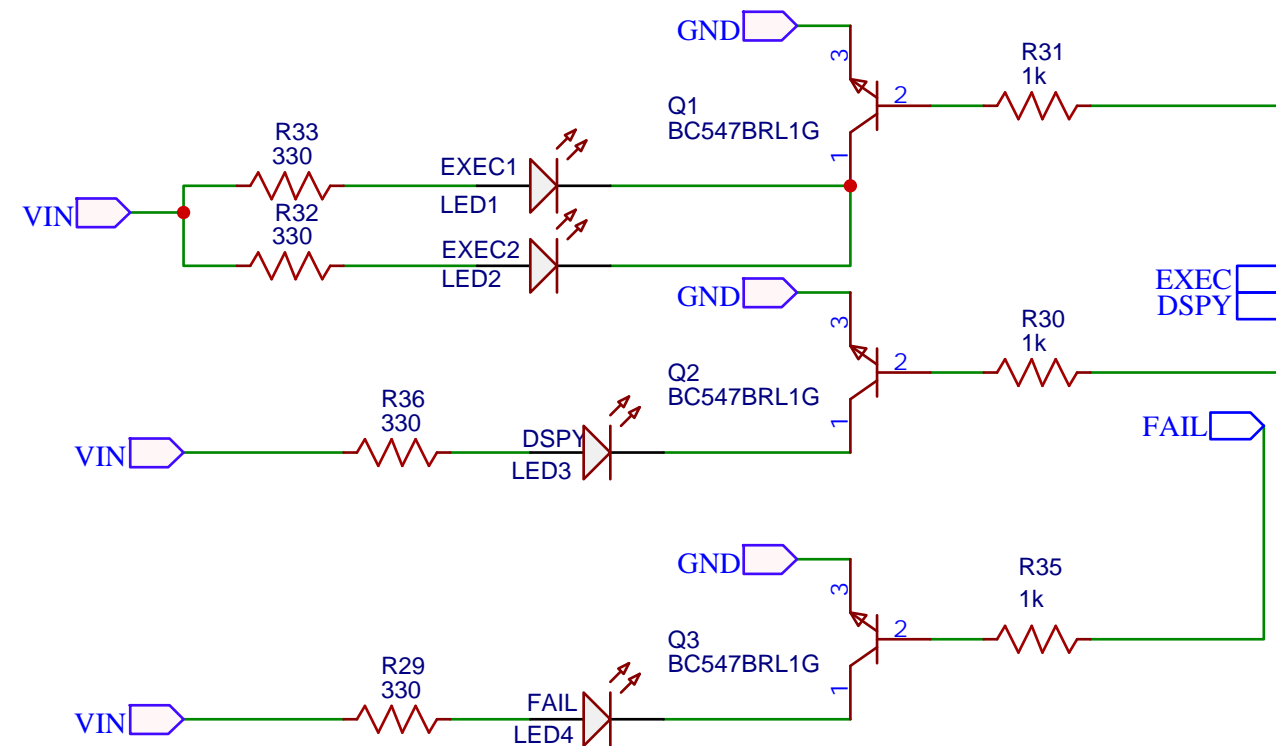 GND
3
R31
1k
2
Q1
BC547BRL1G
1
R33
330
EXEC1
LED1
VIN
R32
330
EXEC2
LED2
GND
3
EXEC
DSPY
R30
1k
2
Q2
BC547BRL1G
1
R36
330
DSPY
LED3
VIN
FAIL
GND
3
R35
1k
2
Q3
BC547BRL1G
1
R29
330
FAIL
LED4
VIN